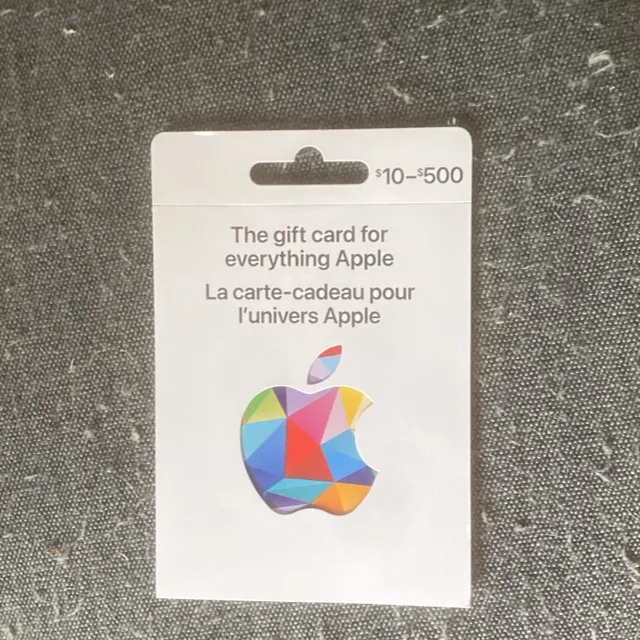 $10–$500
The gift card for
everything Apple
La carte-cadeau pour
l'univers Apple